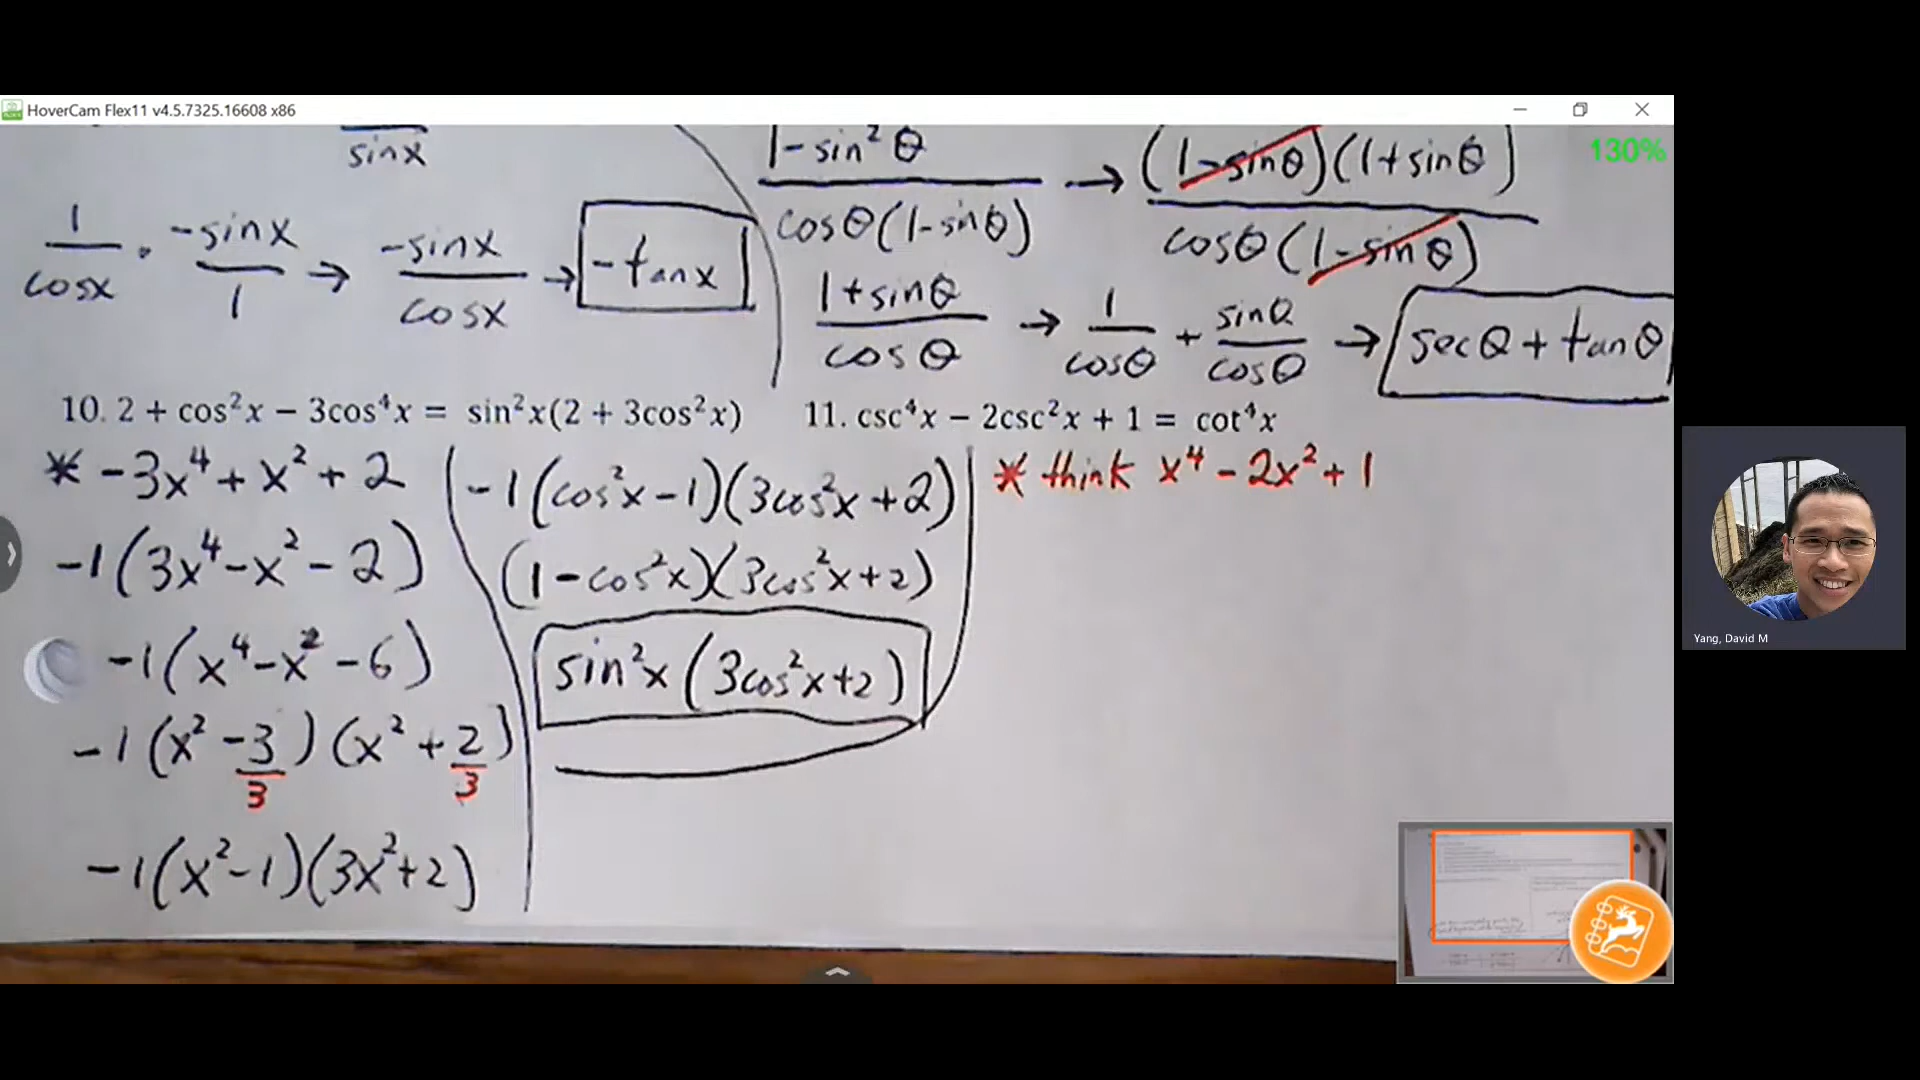 HoverCam Flex11 v4.5.7325.16608 x86
130%
sinx
1/cosx · -sinx/1 → -sinx/cosx → -tanx
1-sin²θ / cosθ(1-sinθ) → (1-sinθ)(1+sinθ) / cosθ(1-sinθ)
1+sinθ / cosθ → 1/cosθ + sinθ/cosθ → secθ + tanθ
10. 2 + cos²x − 3cos⁴x = sin²x(2 + 3cos²x)
* -3x⁴ + x² + 2
-1(3x⁴-x²-2)
-1(x⁴-x²-6)
-1(x²-3/3)(x²+2/3)
-1(x²-1)(3x²+2)
-1(cos²x-1)(3cos²x+2)
(1-cos²x)(3cos²x+2)
sin²x(3cos²x+2)
11. csc⁴x − 2csc²x + 1 = cot⁴x
* think x⁴-2x²+1
Yang, David M